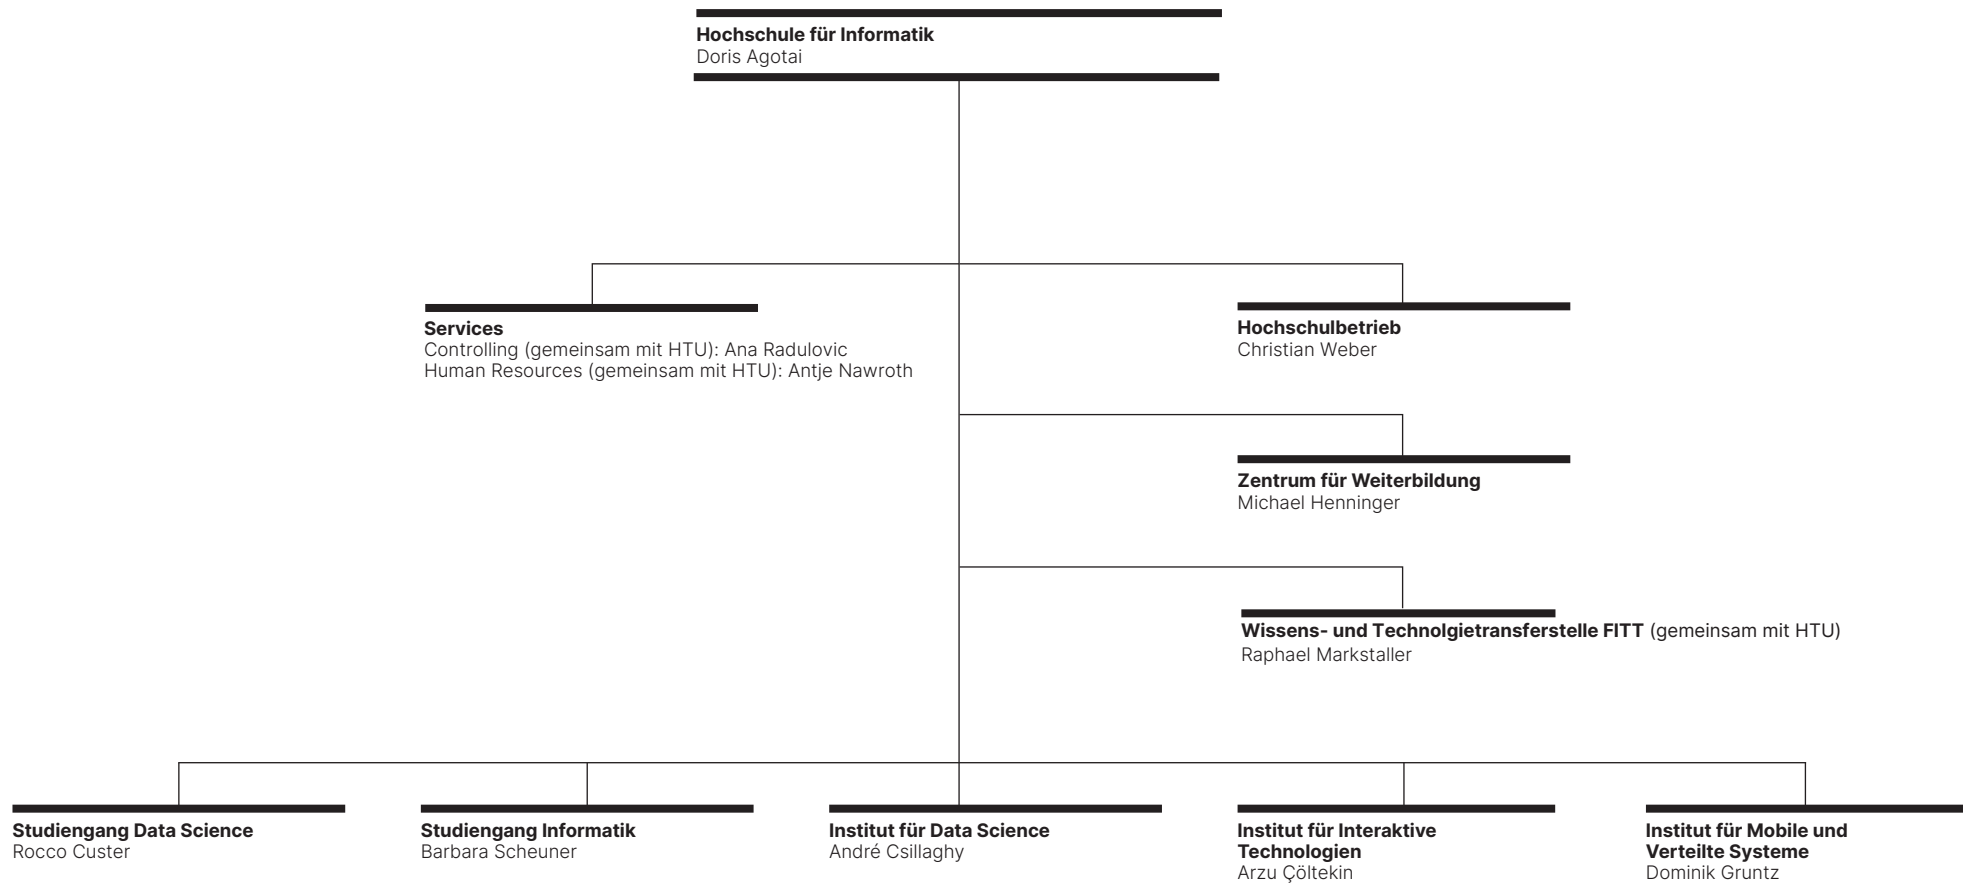 Hochschule für Informatik
Doris Agotai
Services
Controlling (gemeinsam mit HTU): Ana Radulovic
Human Resources (gemeinsam mit HTU): Antje Nawroth
Hochschulbetrieb
Christian Weber
Zentrum für Weiterbildung
Michael Henninger
Wissens- und Technolgietransferstelle FITT (gemeinsam mit HTU)
Raphael Markstaller
Studiengang Data Science
Rocco Custer
Studiengang Informatik
Barbara Scheuner
Institut für Data Science
André Csillaghy
Institut für Interaktive
Technologien
Arzu Çöltekin
Institut für Mobile und
Verteilte Systeme
Dominik Gruntz